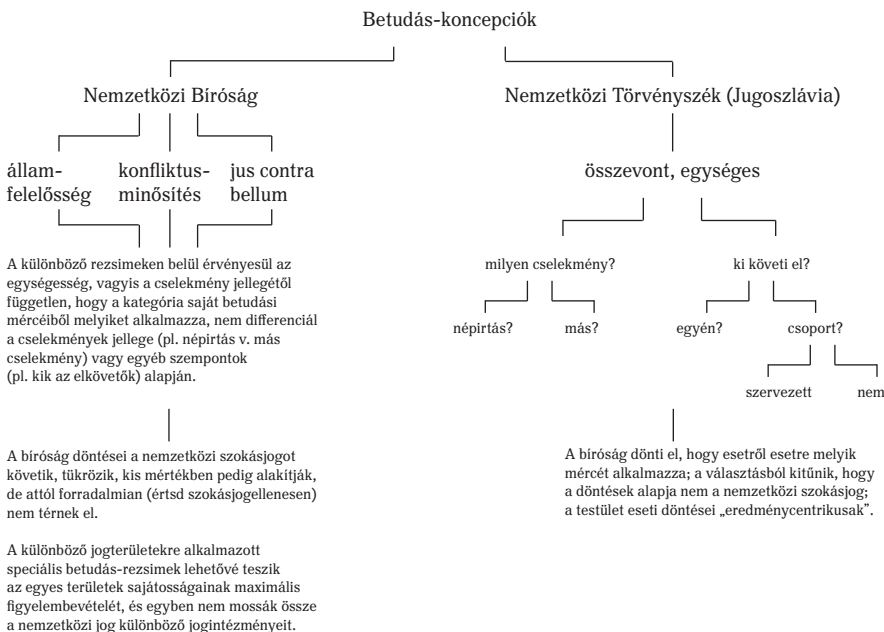 Betudás-koncepciók
Nemzetközi Bíróság
állam-
felelősség
konfliktus-
minősítés
jus contra
bellum
A különböző rezsimeken belül érvényesül az
egységesség, vagyis a cselekmény jellegétől
független, hogy a kategória saját betudási
mércéiből melyiket alkalmazza, nem differenciál
a cselekmények jellege (pl. népirtás v. más
cselekmény) vagy egyéb szempontok
(pl. kik az elkövetők) alapján.
A bíróság döntései a nemzetközi szokásjogot
követik, tükrözik, kis mértékben pedig alakítják,
de attól forradalmian (értsd szokásjogellenesen)
nem térnek el.
A különböző jogterületekre alkalmazott
speciális betudás-rezsimek lehetővé teszik
az egyes területek sajátosságainak maximális
figyelembevételét, és egyben nem mossák össze
a nemzetközi jog különböző jogintézményeit.
Nemzetközi Törvényszék (Jugoszlávia)
összevont, egységes
milyen cselekmény?
ki követi el?
népirtás?
más?
egyén?
csoport?
szervezett
nem
A bíróság dönti el, hogy esetről esetre melyik
mércét alkalmazza; a választásból kitűnik, hogy
a döntések alapja nem a nemzetközi szokásjog;
a testület eseti döntései „eredménycentrikusak”.